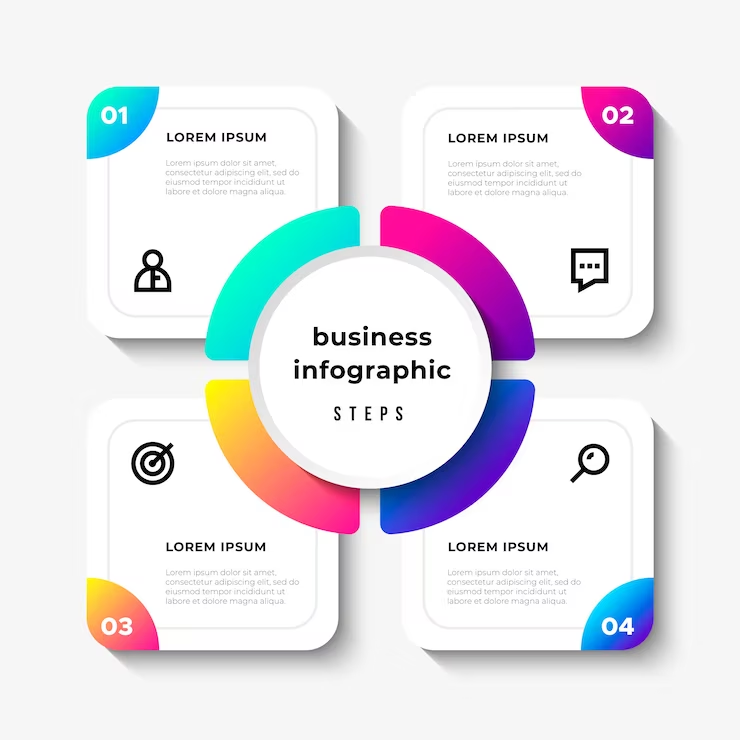 01
LOREM IPSUM
Lorem ipsum dolor sit amet,
consectetur adipiscing elit, sed do
eiusmod tempor incididunt ut
labore et dolore magna aliqua.
02
LOREM IPSUM
Lorem ipsum dolor sit amet,
consectetur adipiscing elit, sed do
eiusmod tempor incididunt ut
labore et dolore magna aliqua.
business
infographic
STEPS
LOREM IPSUM
Lorem ipsum dolor sit amet,
consectetur adipiscing elit, sed do
eiusmod tempor incididunt ut
labore et dolore magna aliqua.
03
LOREM IPSUM
Lorem ipsum dolor sit amet,
consectetur adipiscing elit, sed do
eiusmod tempor incididunt ut
labore et dolore magna aliqua.
04